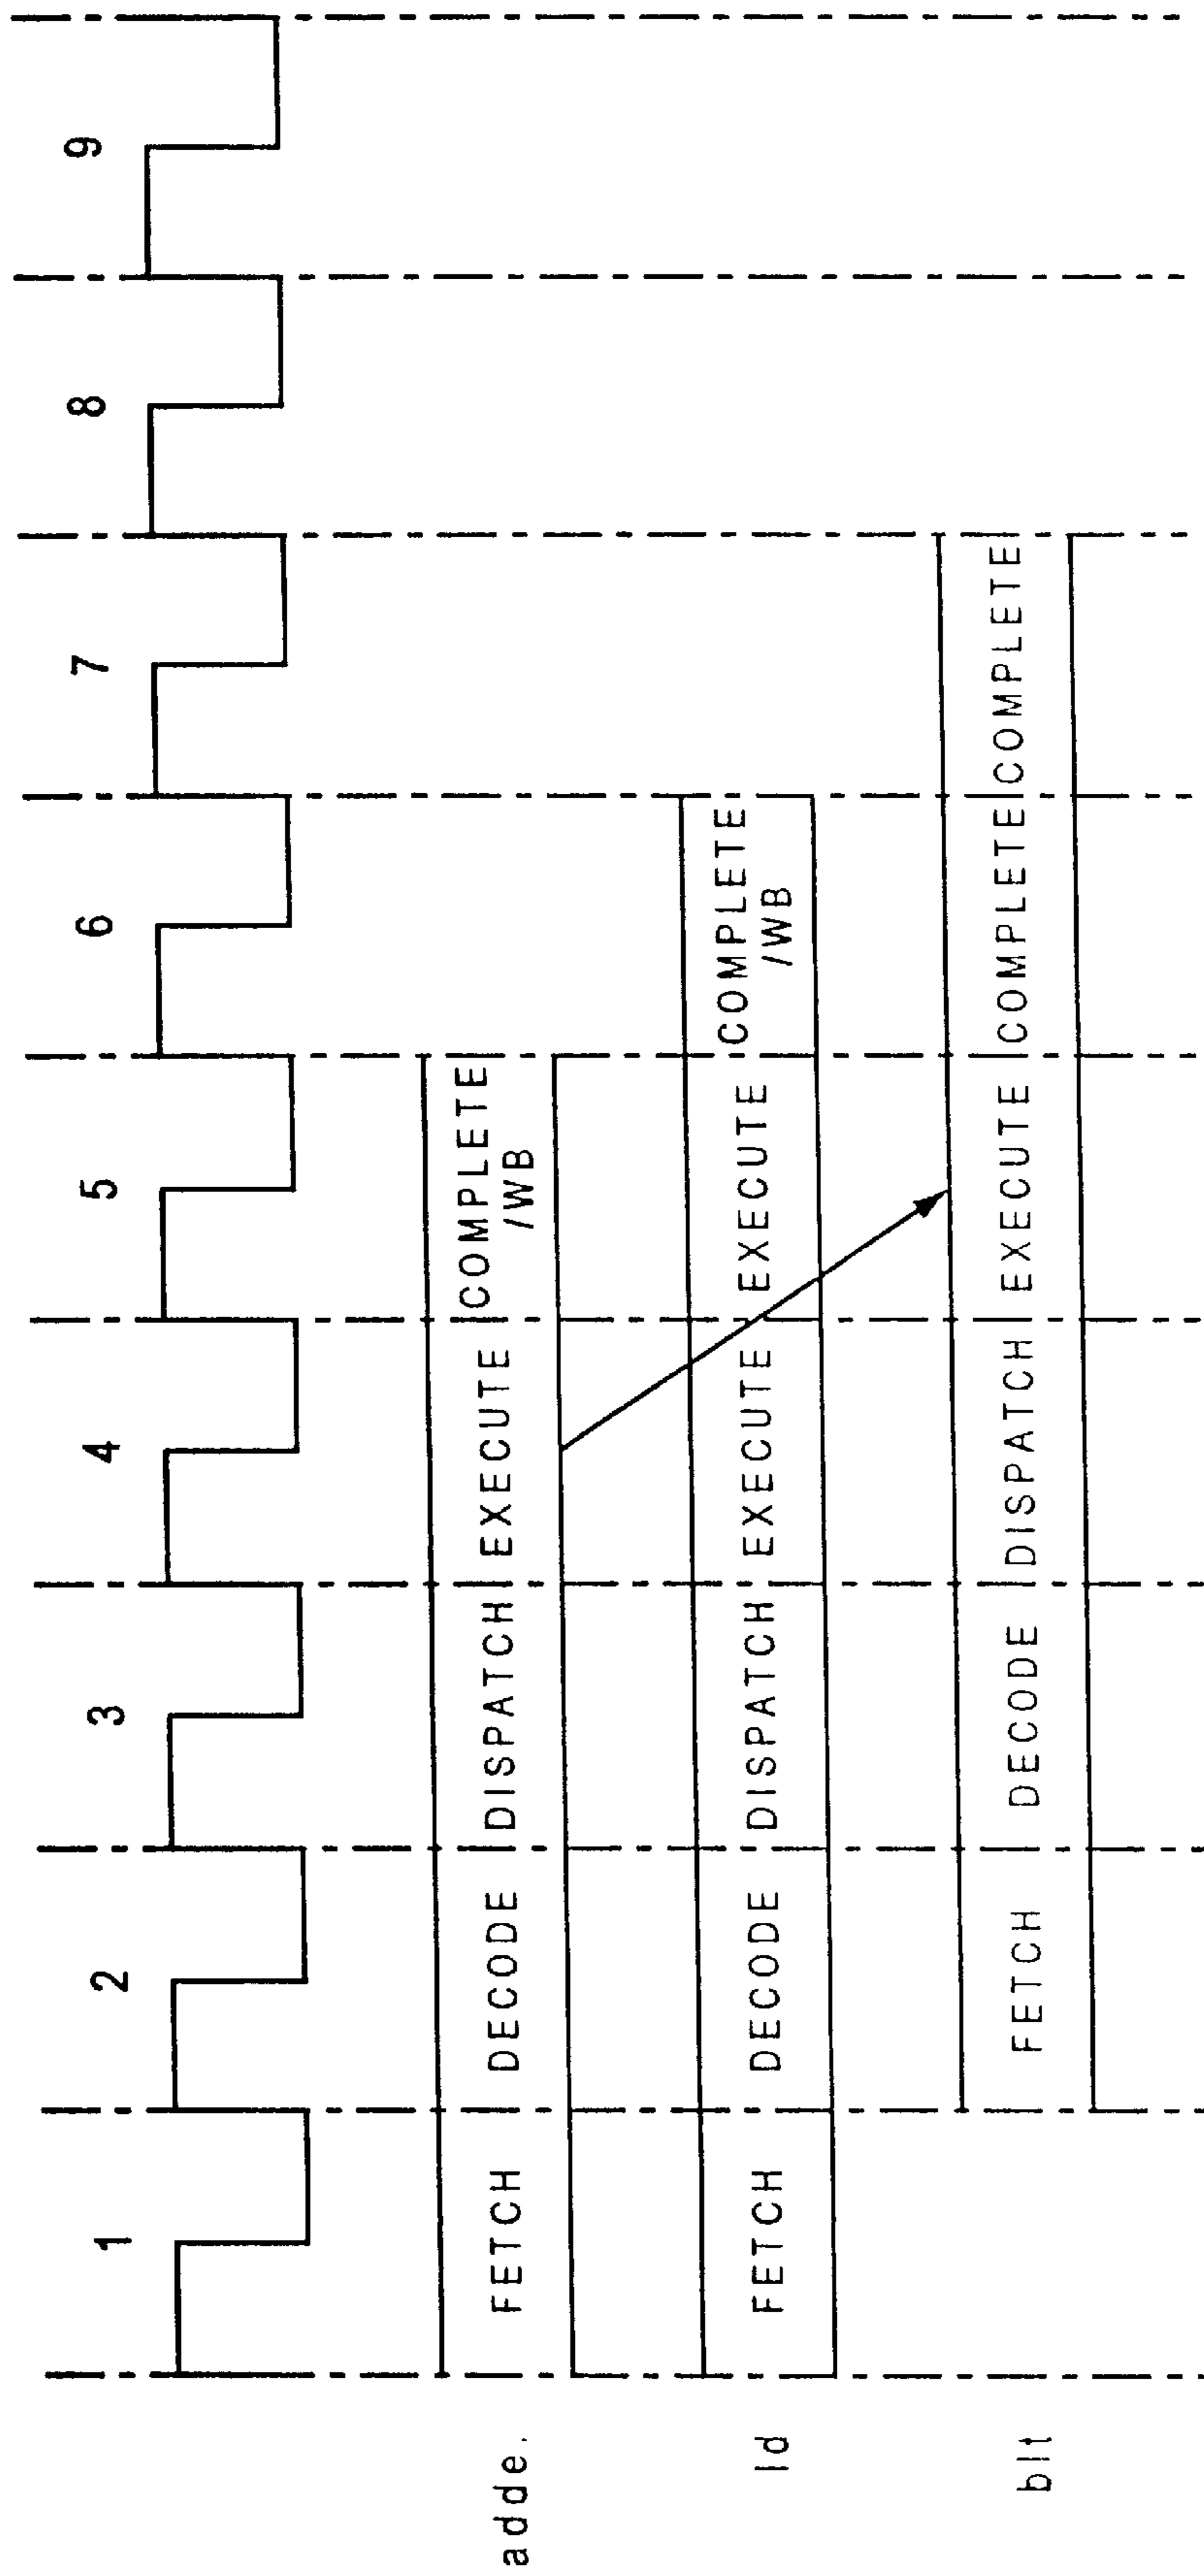 1 2 3 4 5 6 7 8 9
adde. FETCH DECODE DISPATCH EXECUTE COMPLETE
/WB
ld FETCH DECODE DISPATCH EXECUTE EXECUTE COMPLETE
/WB
blt FETCH DECODE DISPATCH EXECUTE COMPLETE COMPLETE